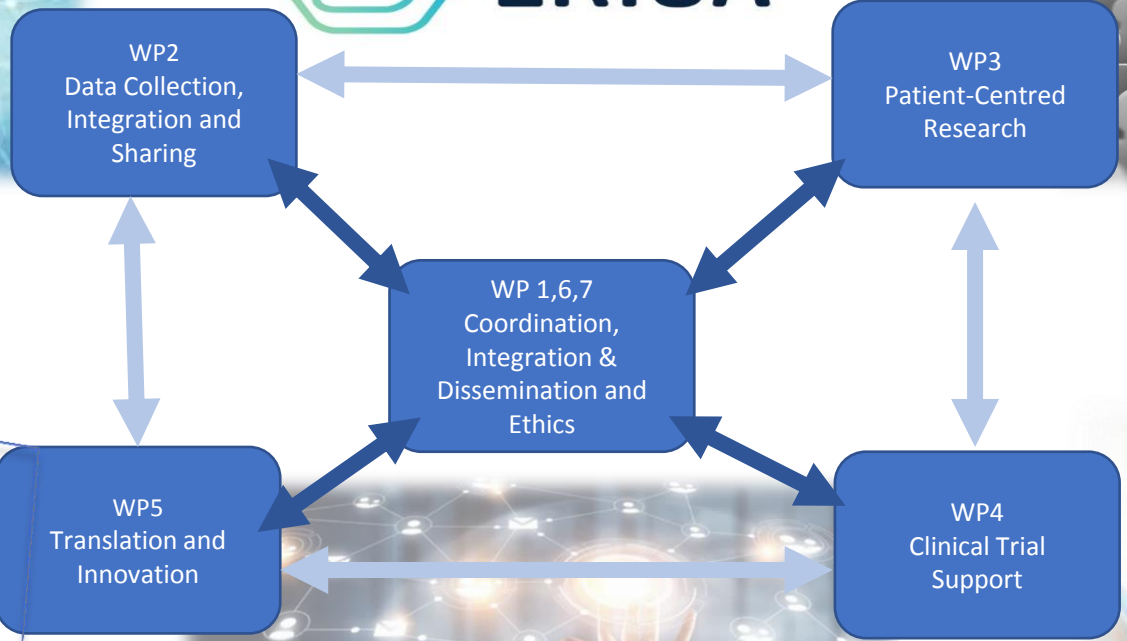 ERICA
WP2
Data Collection,
Integration and
Sharing
WP3
Patient-Centred
Research
WP 1,6,7
Coordination,
Integration &
Dissemination and
Ethics
WP5
Translation and
Innovation
WP4
Clinical Trial
Support